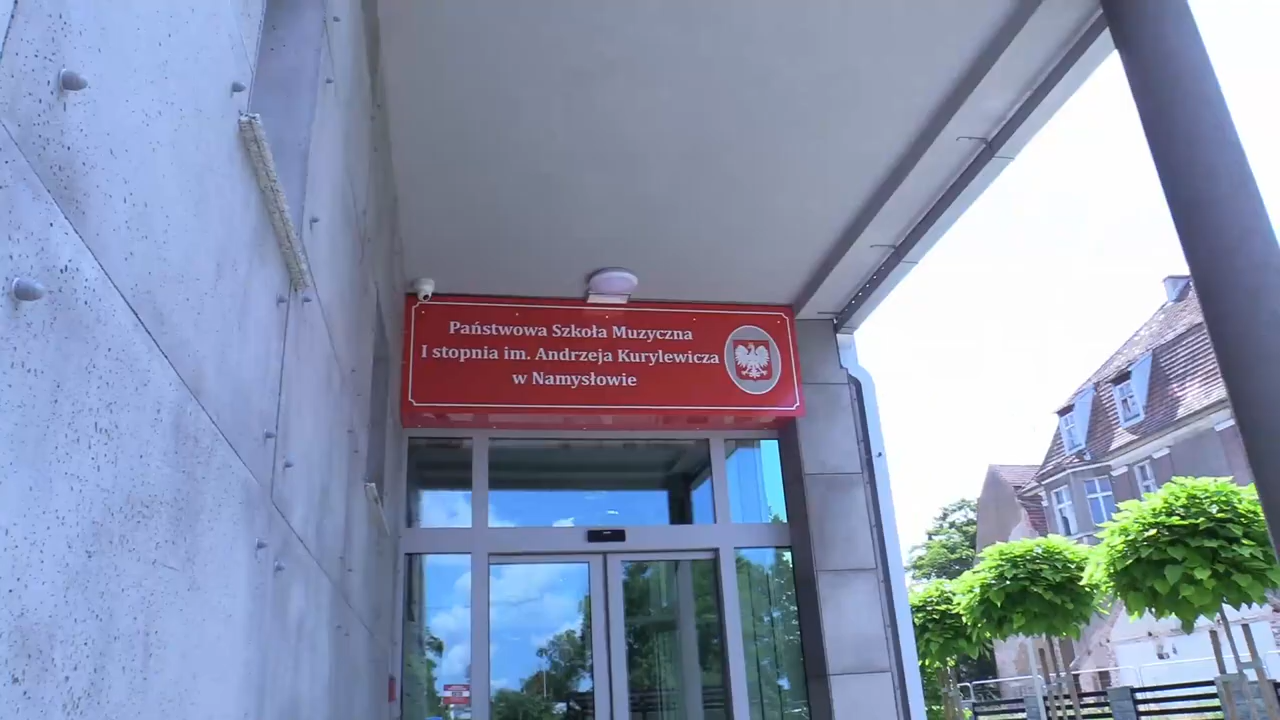 Państwowa Szkoła Muzyczna
I stopnia im. Andrzeja Kurylewicza
w Namysłowie